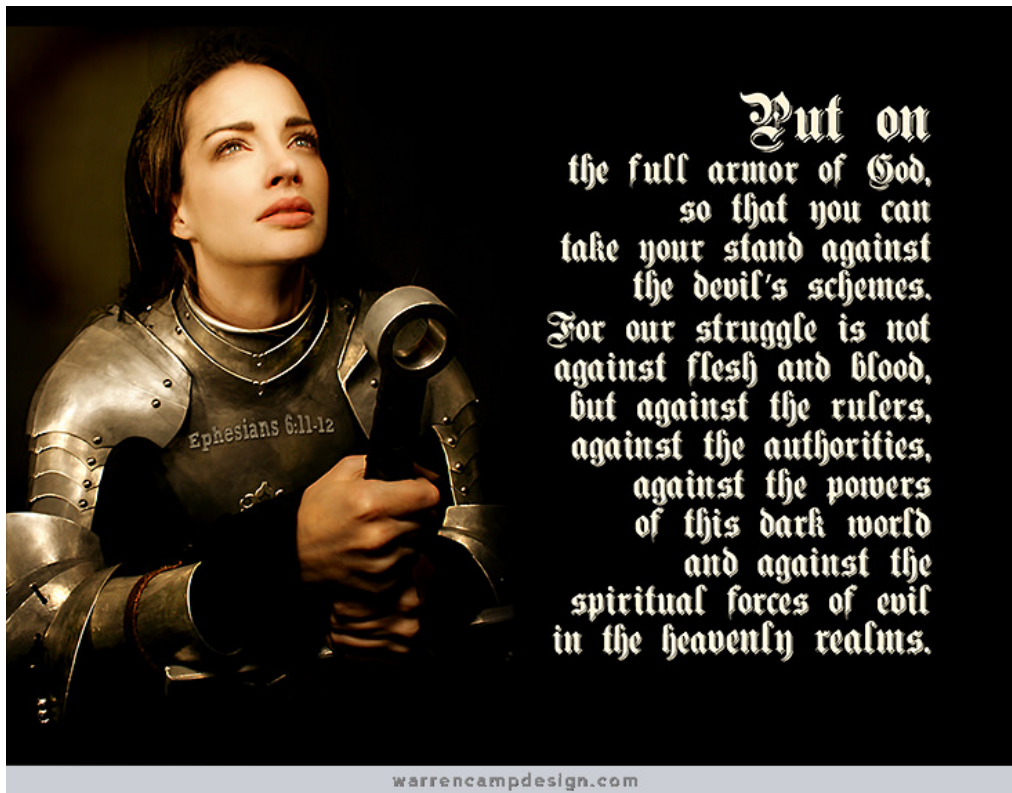 Put on
the full armor of God,
so that you can
take your stand against
the devil's schemes.
For our struggle is not
against flesh and blood,
but against the rulers,
against the authorities,
against the powers
of this dark world
and against the
spiritual forces of evil
in the heavenly realms.
Ephesians 6:11-12
warrencampdesign.com